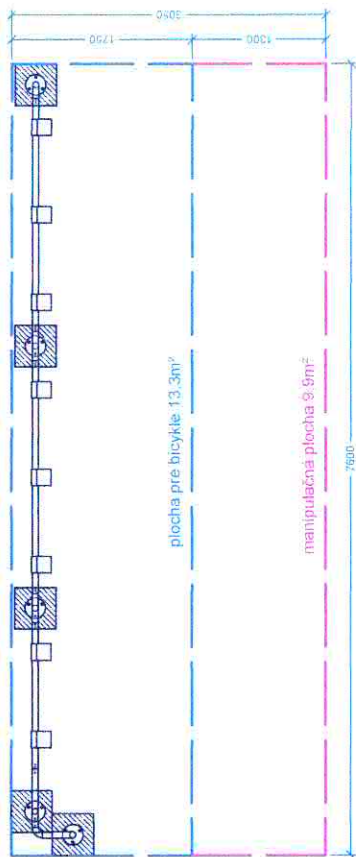 3050
1750
1300
plocha pre bicykle 13.3m²
manipulačná plocha 9.9m²
7600